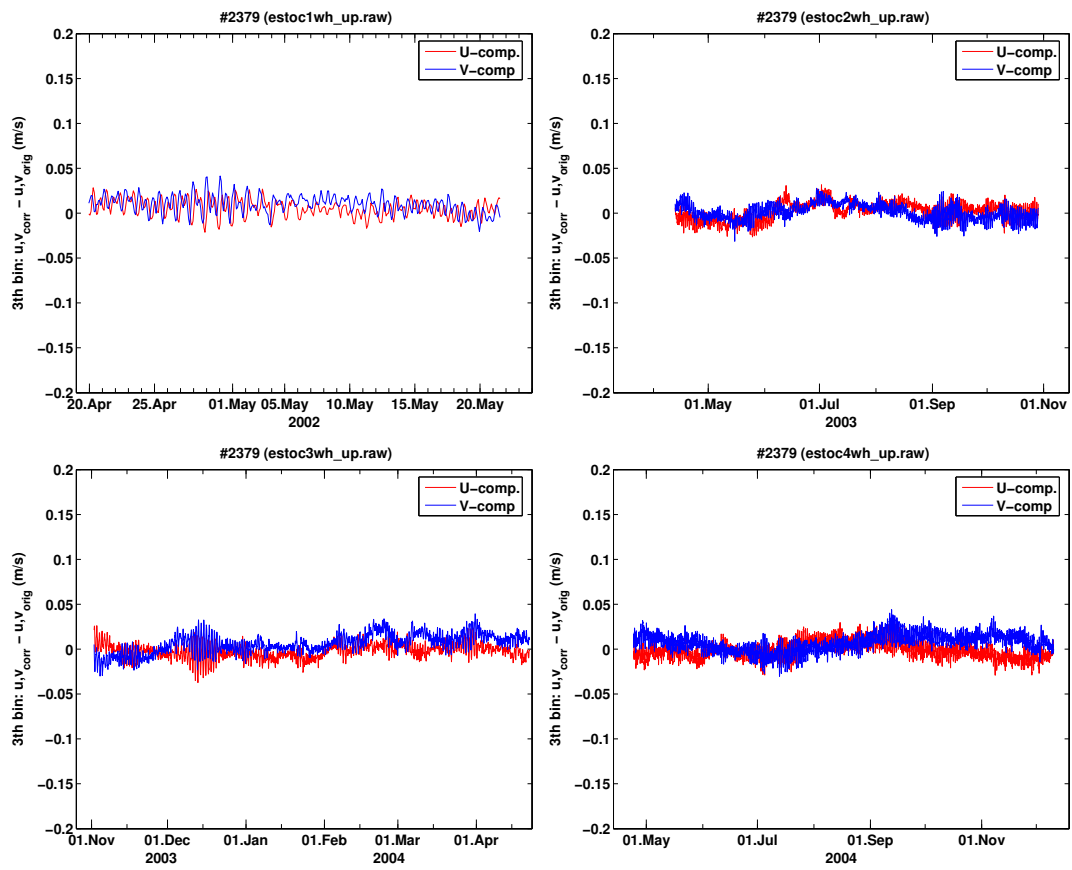 #2379 (estoc1wh_up.raw)
3th bin: u,v_corr − u,v_orig (m/s)
U−comp.
V−comp
0.2
0.15
0.1
0.05
0
−0.05
−0.1
−0.15
−0.2
20.Apr 25.Apr 01.May 05.May 10.May 15.May 20.May
2002
#2379 (estoc2wh_up.raw)
3th bin: u,v_corr − u,v_orig (m/s)
U−comp.
V−comp
0.2
0.15
0.1
0.05
0
−0.05
−0.1
−0.15
−0.2
01.May 01.Jul 01.Sep 01.Nov
2003
#2379 (estoc3wh_up.raw)
3th bin: u,v_corr − u,v_orig (m/s)
U−comp.
V−comp
0.2
0.15
0.1
0.05
0
−0.05
−0.1
−0.15
−0.2
01.Nov 01.Dec 01.Jan 01.Feb 01.Mar 01.Apr
2003 2004
#2379 (estoc4wh_up.raw)
3th bin: u,v_corr − u,v_orig (m/s)
U−comp.
V−comp
0.2
0.15
0.1
0.05
0
−0.05
−0.1
−0.15
−0.2
01.May 01.Jul 01.Sep 01.Nov
2004